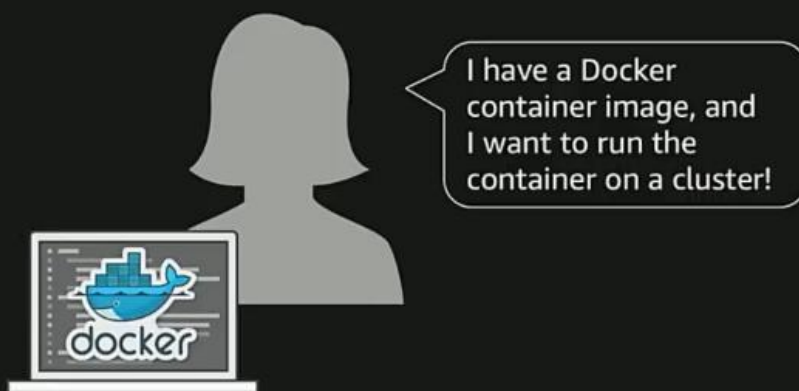 I have a Docker
container image, and
I want to run the
container on a cluster!
docker